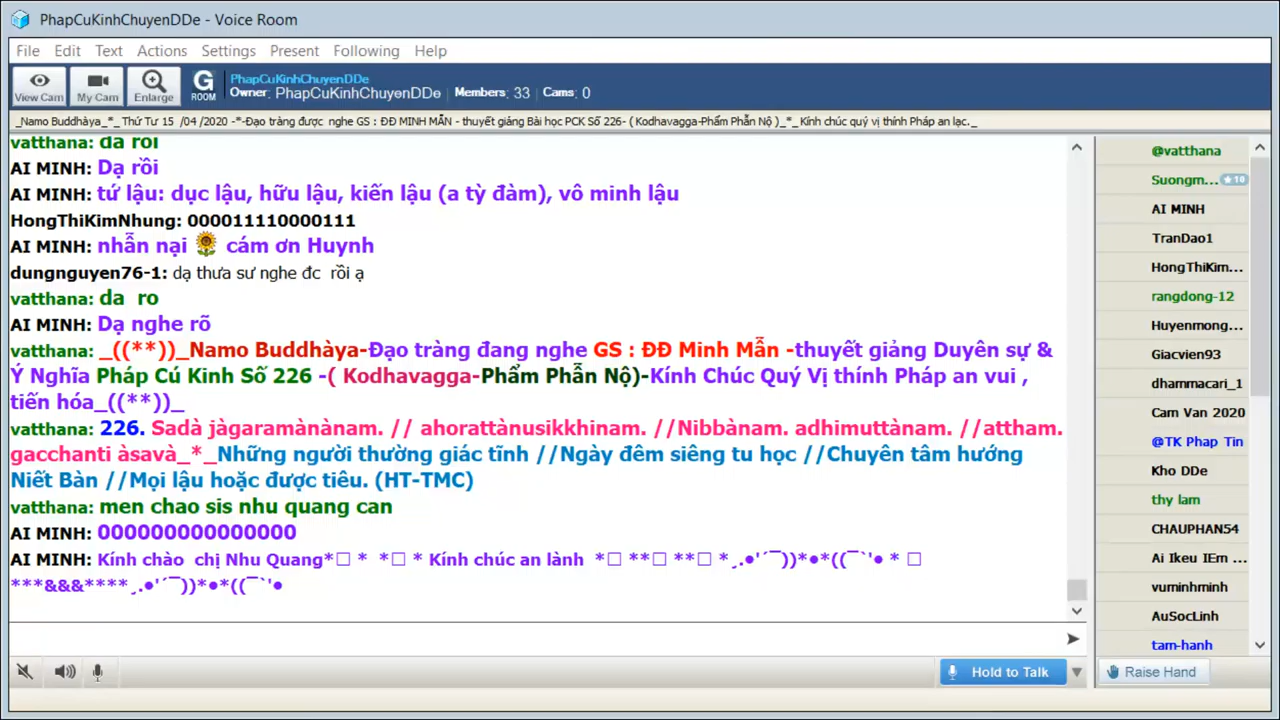 PhapCuKinhChuyenDDe - Voice Room
File Edit Text Actions Settings Present Following Help
View Cam My Cam Enlarge G ROOM
PhapCuKinhChuyenDDe
Owner: PhapCuKinhChuyenDDe Members: 33 Cams: 0
_Namo Buddhàya_*_ Thứ Tư 15 /04 /2020 -*-Đạo tràng được nghe GS : ĐĐ MINH MẪN - thuyết giảng Bài học PCK Số 226- ( Kodhavagga-Phẩm Phẫn Nộ )_*_ Kính chúc quý vị thính Pháp an lạc._
vatthana: da roi
AI MINH: Dạ rồi
AI MINH: tứ lậu: dục lậu, hữu lậu, kiến lậu (a tỳ đàm), vô minh lậu
HongThiKimNhung: 000011110000111
AI MINH: nhẫn nại 🌻 cám ơn Huynh
dungnguyen76-1: dạ thưa sư nghe đc rồi ạ
vatthana: da ro
AI MINH: Dạ nghe rõ
vatthana: _((**))_Namo Buddhàya-Đạo tràng đang nghe GS : ĐĐ Minh Mẫn -thuyết giảng Duyên sự &
Ý Nghĩa Pháp Cú Kinh Số 226 -( Kodhavagga-Phẩm Phẫn Nộ)-Kính Chúc Quý Vị thính Pháp an vui ,
tiến hóa_((**))_
vatthana: 226. Sadà jàgaramànànam. // ahorattànusikkhinam. //Nibbànam. adhimuttànam. //attham.
gacchanti àsavà_*_Những người thường giác tĩnh //Ngày đêm siêng tu học //Chuyên tâm hướng
Niết Bàn //Mọi lậu hoặc được tiêu. (HT-TMC)
vatthana: men chao sis nhu quang can
AI MINH: 000000000000000
AI MINH: Kính chào chị Nhu Quang*□ * *□ * Kính chúc an lành *□ **□ **□ *¸.●'´¯))*●*((¯`'● * □
***&&&****¸.●'´¯))*●*((¯`'●
@vatthana
Suongm... ★10
AI MINH
TranDao1
HongThiKim...
rangdong-12
Huyenmong...
Giacvien93
dhammacari_1
Cam Van 2020
@TK Phap Tin
Kho DDe
thy lam
CHAUPHAN54
Ai Ikeu IEm ...
vuminhminh
AuSocLinh
tam-hanh
Hold to Talk
Raise Hand